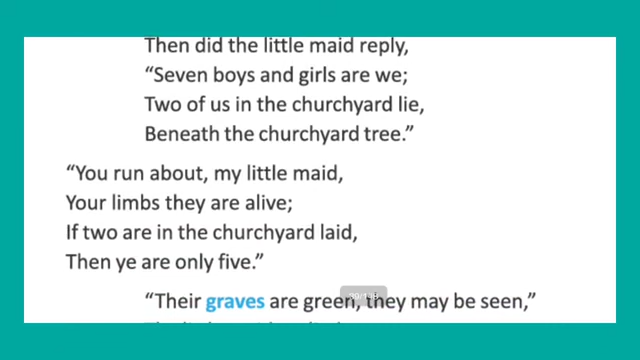 Then did the little maid reply,
“Seven boys and girls are we;
Two of us in the churchyard lie,
Beneath the churchyard tree.”
“You run about, my little maid,
Your limbs they are alive;
If two are in the churchyard laid,
Then ye are only five.”
“Their graves are green, they may be seen,”